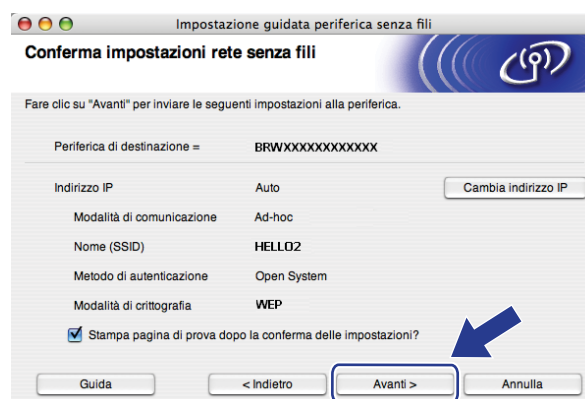 Impostazione guidata periferica senza fili
Conferma impostazioni rete senza fili
Fare clic su "Avanti" per inviare le seguenti impostazioni alla periferica.
Periferica di destinazione = BRWXXXXXXXXXXXX
Indirizzo IP Auto Cambia indirizzo IP
Modalità di comunicazione Ad-hoc
Nome (SSID) HELLO2
Metodo di autenticazione Open System
Modalità di crittografia WEP
Stampa pagina di prova dopo la conferma delle impostazioni?
Guida < Indietro Avanti > Annulla